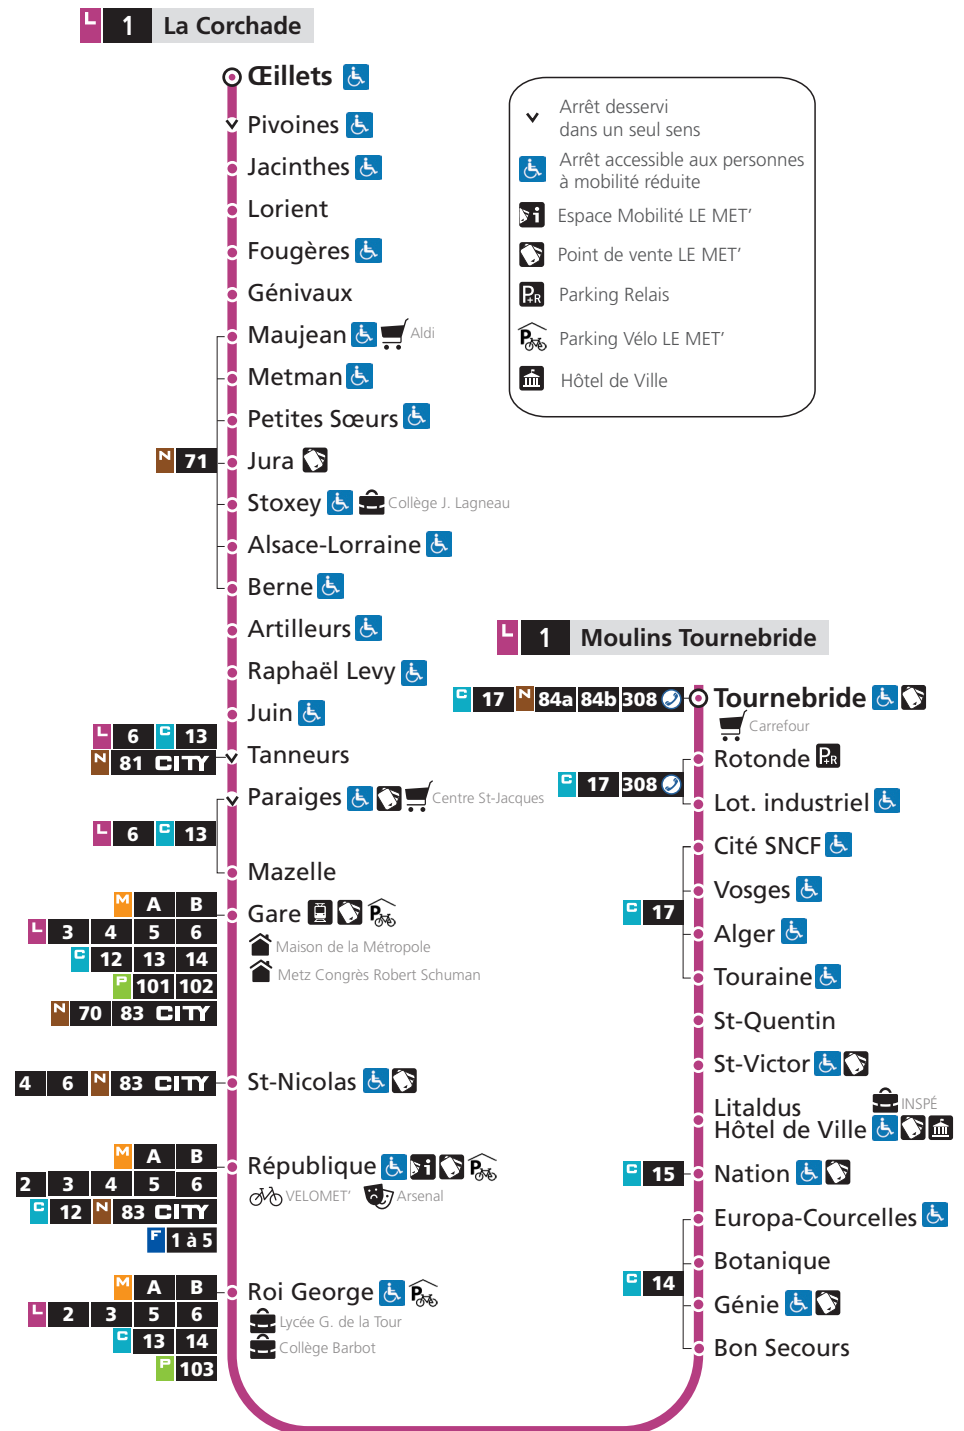 L 1 La Corchade
Œillets
Pivoines
Jacinthes
Lorient
Fougères
Génivaux
Maujean Aldi
Metman
Petites Sœurs
N 71 Jura
Stoxey Collège J. Lagneau
Alsace-Lorraine
Berne
Artilleurs
Raphaël Levy
Juin
L 6 C 13
N 81 CITY
Tanneurs
Paraiges Centre St-Jacques
L 6 C 13
Mazelle
M A B
Gare
L 3 4 5 6
Maison de la Métropole
C 12 13 14
Metz Congrès Robert Schuman
P 101 102
N 70 83 CITY
4 6 N 83 CITY St-Nicolas
M A B
République
2 3 4 5 6
VELOMET' Arsenal
C 12 N 83 CITY
F 1 à 5
M A B
Roi George
L 2 3 5 6
Lycée G. de la Tour
C 13 14
Collège Barbot
P 103
Arrêt desservi
dans un seul sens
Arrêt accessible aux personnes
à mobilité réduite
i Espace Mobilité LE MET'
Point de vente LE MET'
P+R Parking Relais
P Parking Vélo LE MET'
Hôtel de Ville
L 1 Moulins Tournebride
C 17 N 84a 84b 308 Tournebride
Carrefour
Rotonde P+R
C 17 308
Lot. industriel
Cité SNCF
Vosges
C 17
Alger
Touraine
St-Quentin
St-Victor
Litaldus INSPÉ
Hôtel de Ville
C 15 Nation
Europa-Courcelles
Botanique
C 14
Génie
Bon Secours